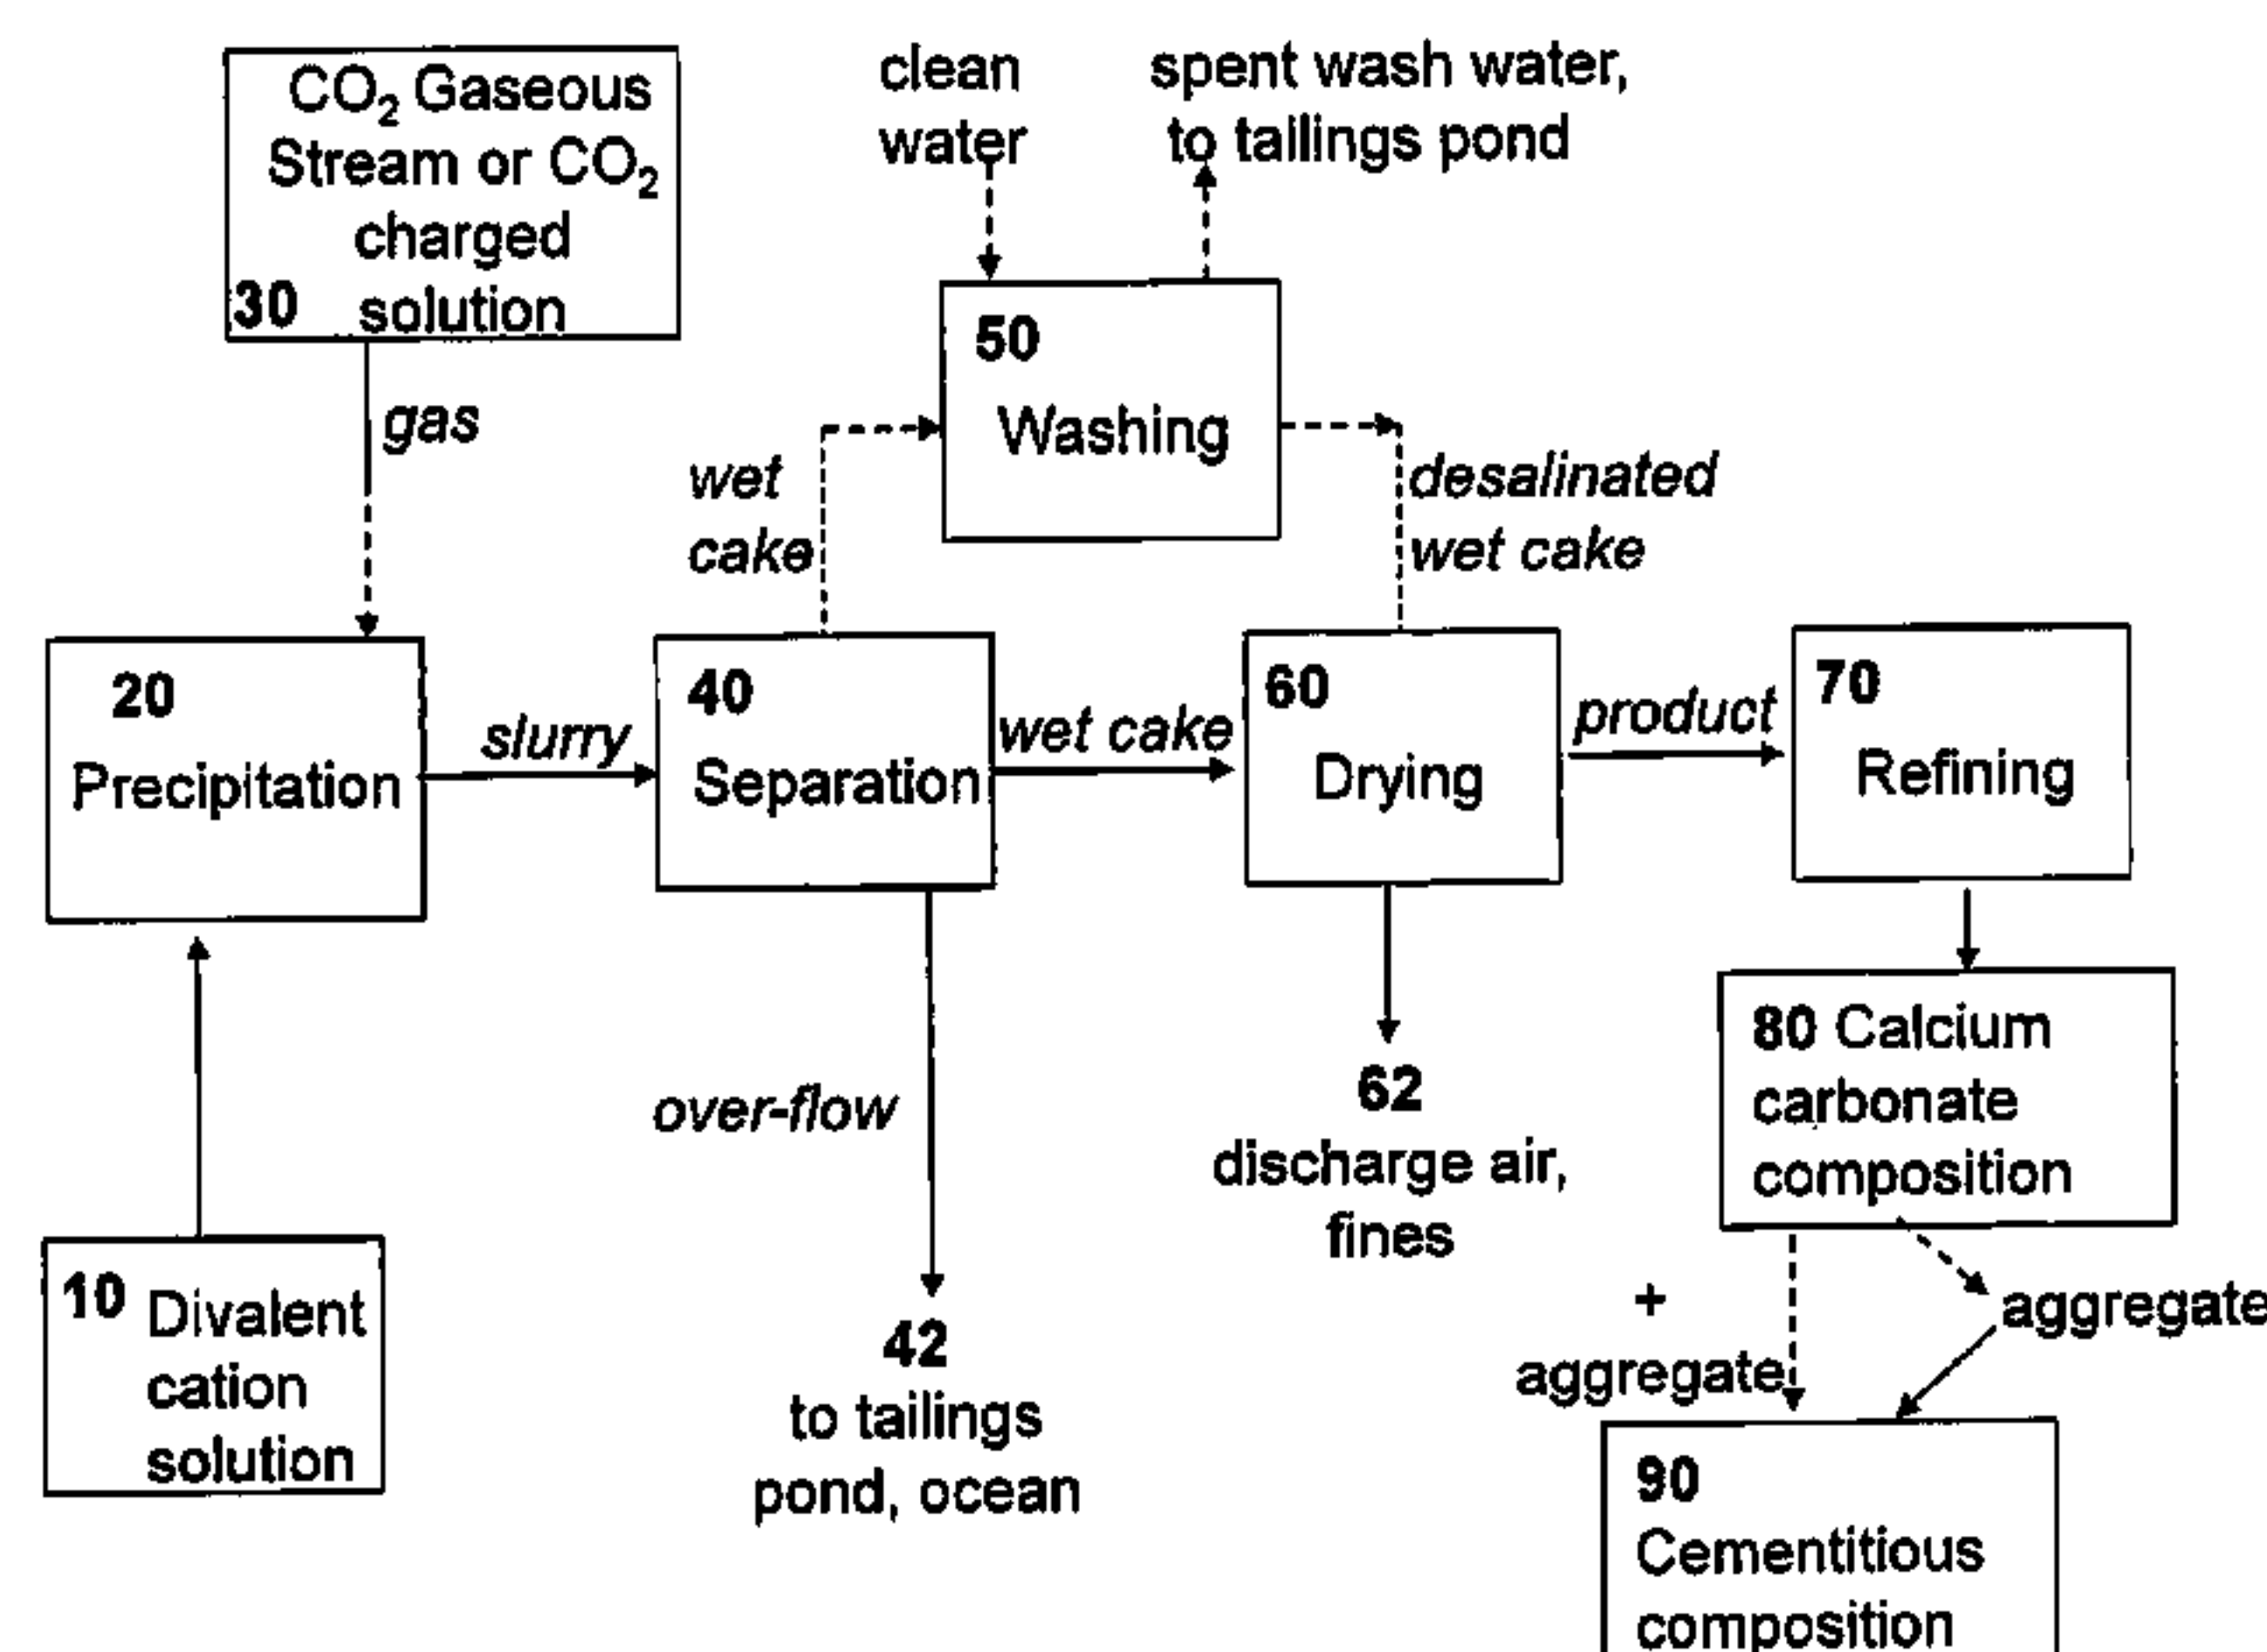 CO₂ Gaseous
Stream or CO₂
charged
30 solution
gas
clean
water
spent wash water,
to tailings pond
50
Washing
wet
cake
desalinated
wet cake
20
Precipitation
slurry
40
Separation
wet cake
60
Drying
product
70
Refining
over-flow
62
discharge air,
fines
80 Calcium
carbonate
composition
10 Divalent
cation
solution
42
to tailings
pond, ocean
+
aggregate
aggregate
90
Cementitious
composition